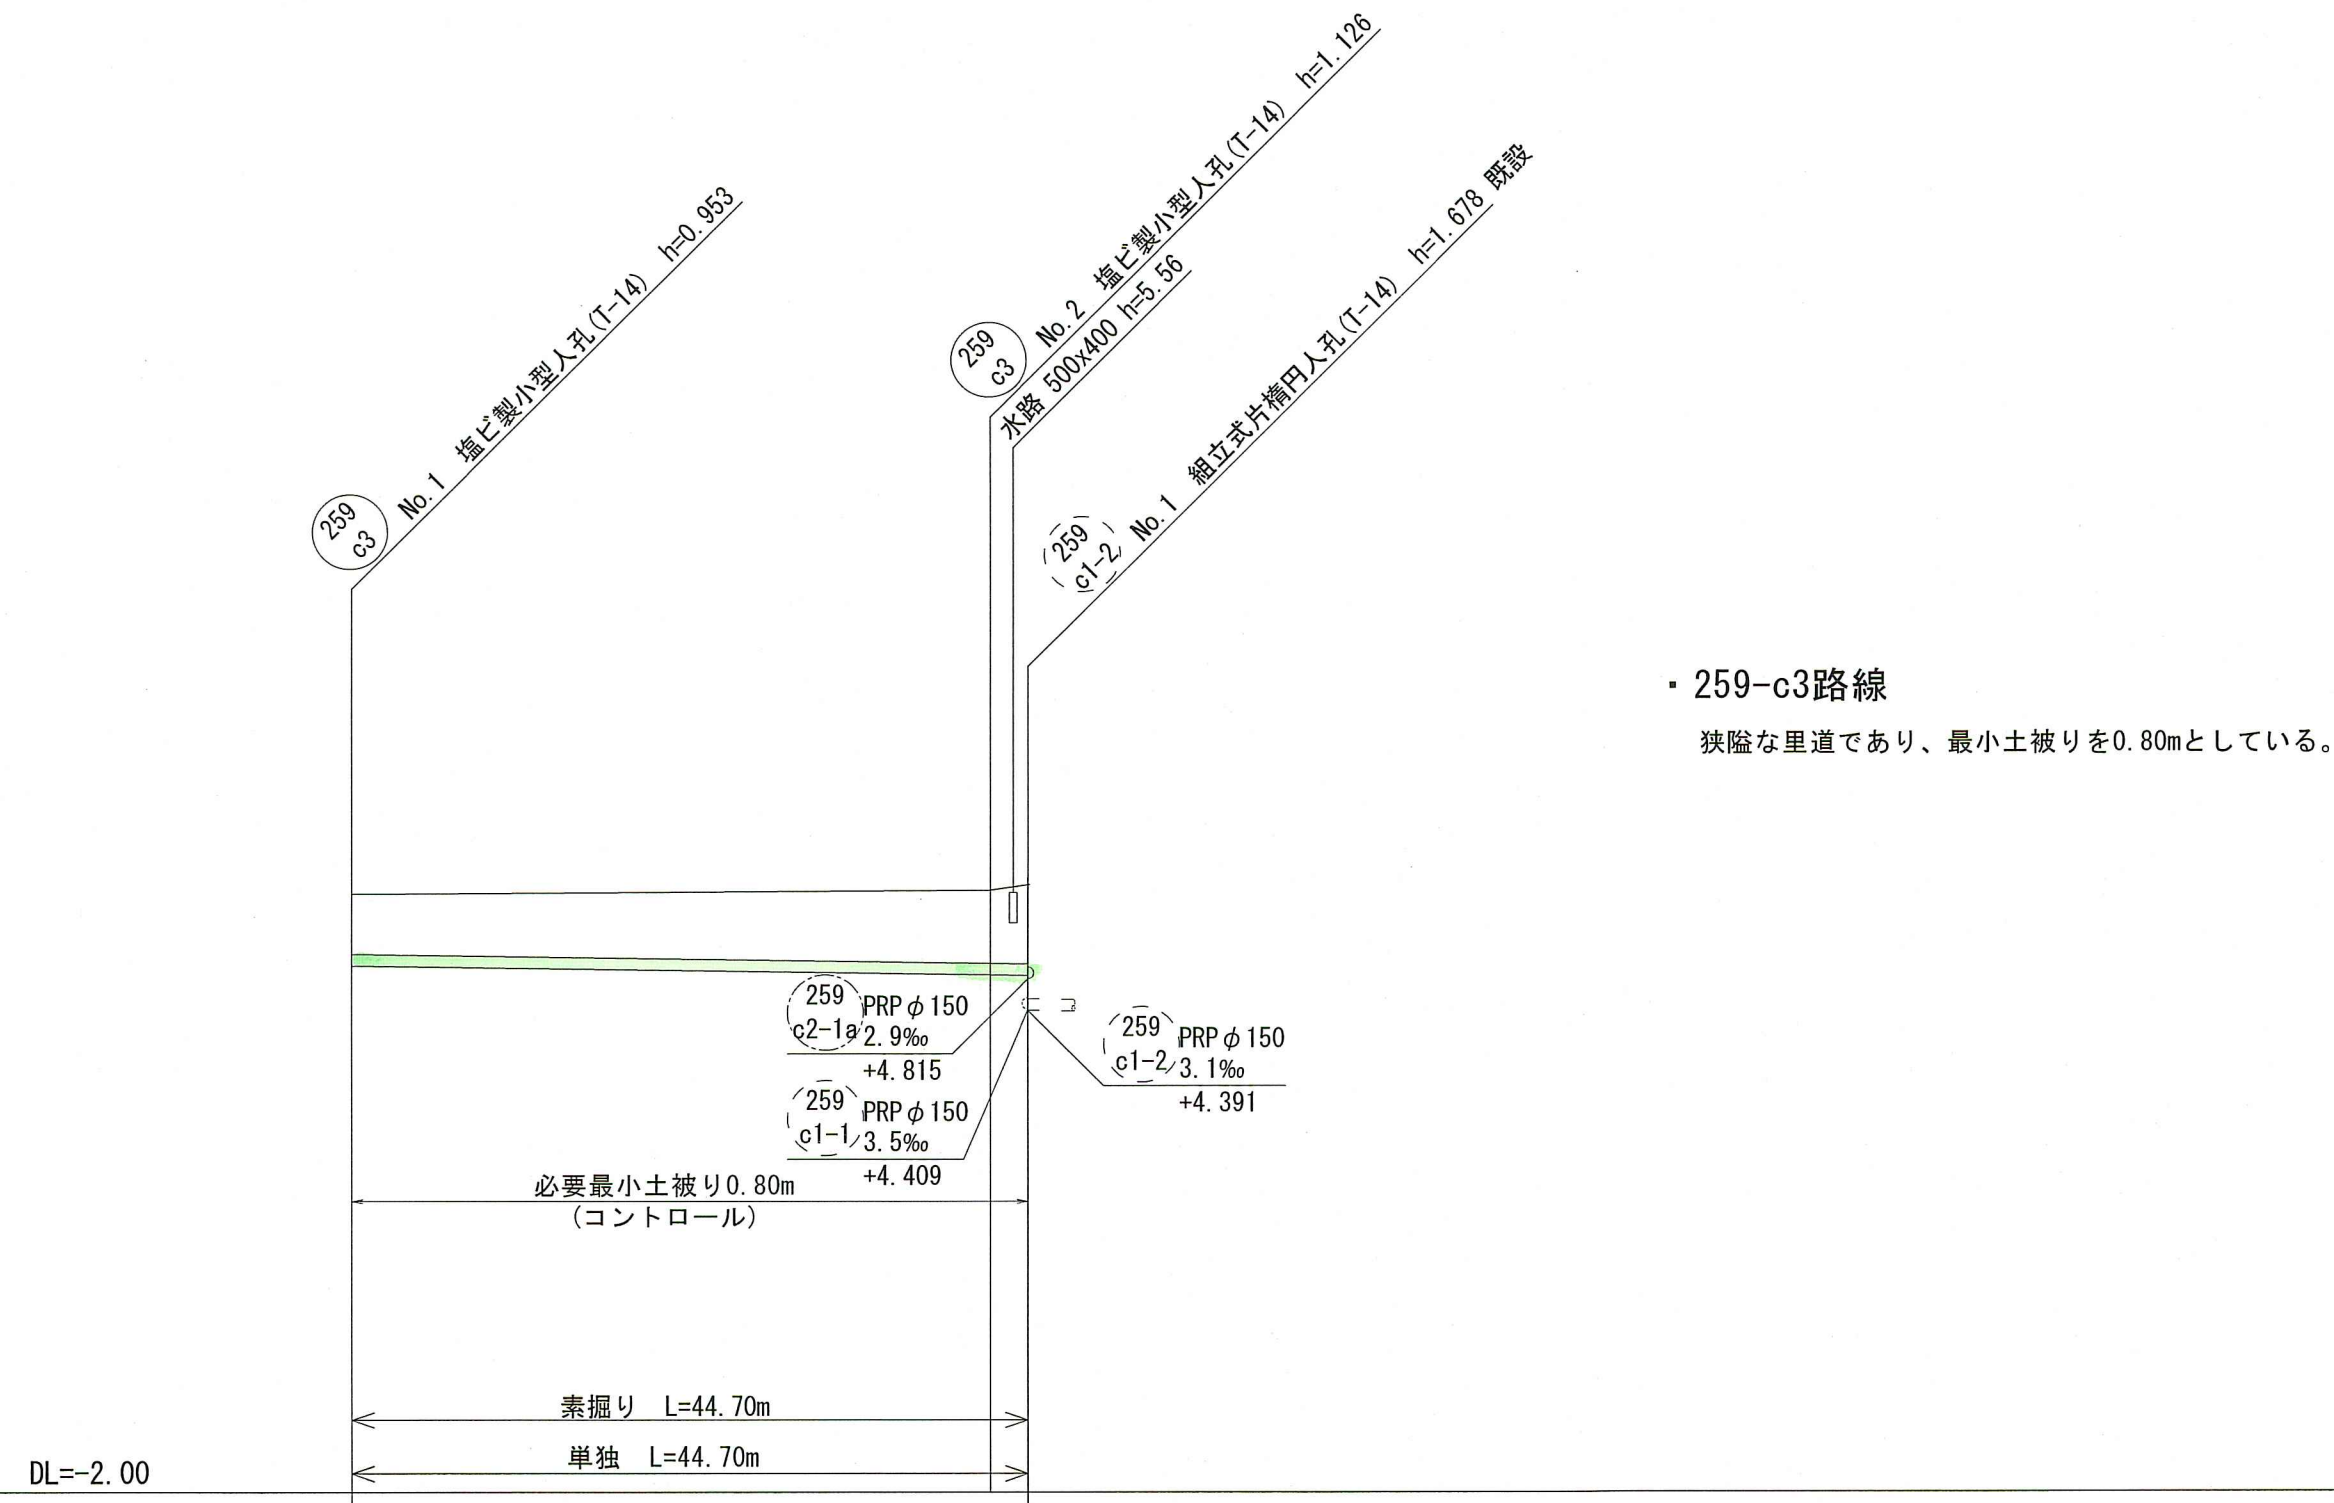 259
c3
No.1 塩ビ製小型人孔(T-14) h=0.953
259
c3
No.2 塩ビ製小型人孔(T-14) h=1.126
水路 500x400 h=5.56
259
c1-2
No.1 組立式片楕円人孔(T-14) h=1.678 既設
・259-c3路線
狭隘な里道であり、最小土被りを0.80mとしている。
259
c2-1a
PRPφ150
2.9‰
+4.815
259
c1-1
PRPφ150
3.5‰
+4.409
259
c1-2
PRPφ150
3.1‰
+4.391
必要最小土被り0.80m
(コントロール)
素掘り L=44.70m
単独 L=44.70m
DL=-2.00